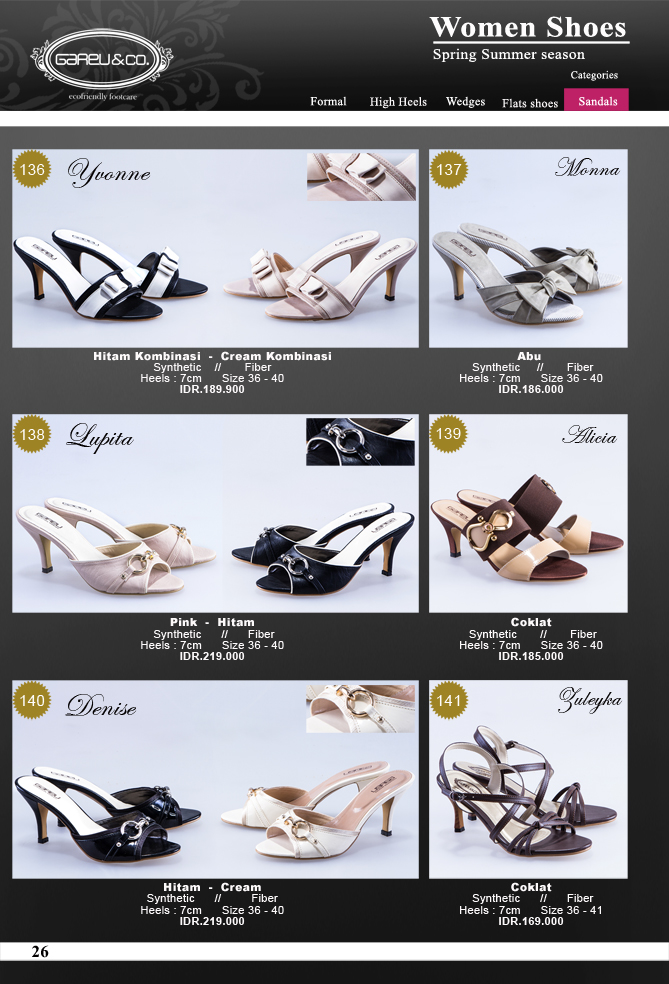 GAREU&CO.
ecofriendly footcare
Women Shoes
Spring Summer season
Categories
Formal High Heels Wedges Flats shoes Sandals
136 Yvonne
Hitam Kombinasi - Cream Kombinasi
Synthetic // Fiber
Heels : 7cm Size 36 - 40
IDR.189.900
137 Monna
Abu
Synthetic // Fiber
Heels : 7cm Size 36 - 40
IDR.186.000
138 Lupita
Pink - Hitam
Synthetic // Fiber
Heels : 7cm Size 36 - 40
IDR.219.000
139 Alicia
Coklat
Synthetic // Fiber
Heels : 7cm Size 36 - 40
IDR.185.000
140 Denise
Hitam - Cream
Synthetic // Fiber
Heels : 7cm Size 36 - 40
IDR.219.000
141 Zuleyka
Coklat
Synthetic // Fiber
Heels : 7cm Size 36 - 41
IDR.169.000
26